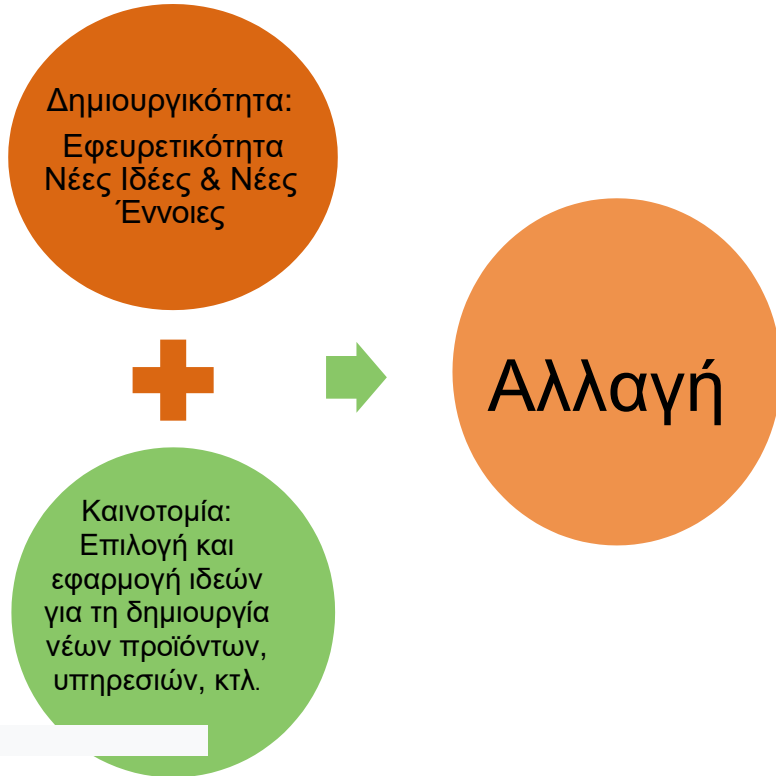 Δημιουργικότητα:
Εφευρετικότητα
Νέες Ιδέες & Νέες
Έννοιες
Αλλαγή
Καινοτομία:
Επιλογή και
εφαρμογή ιδεών
για τη δημιουργία
νέων προϊόντων,
υπηρεσιών, κτλ.